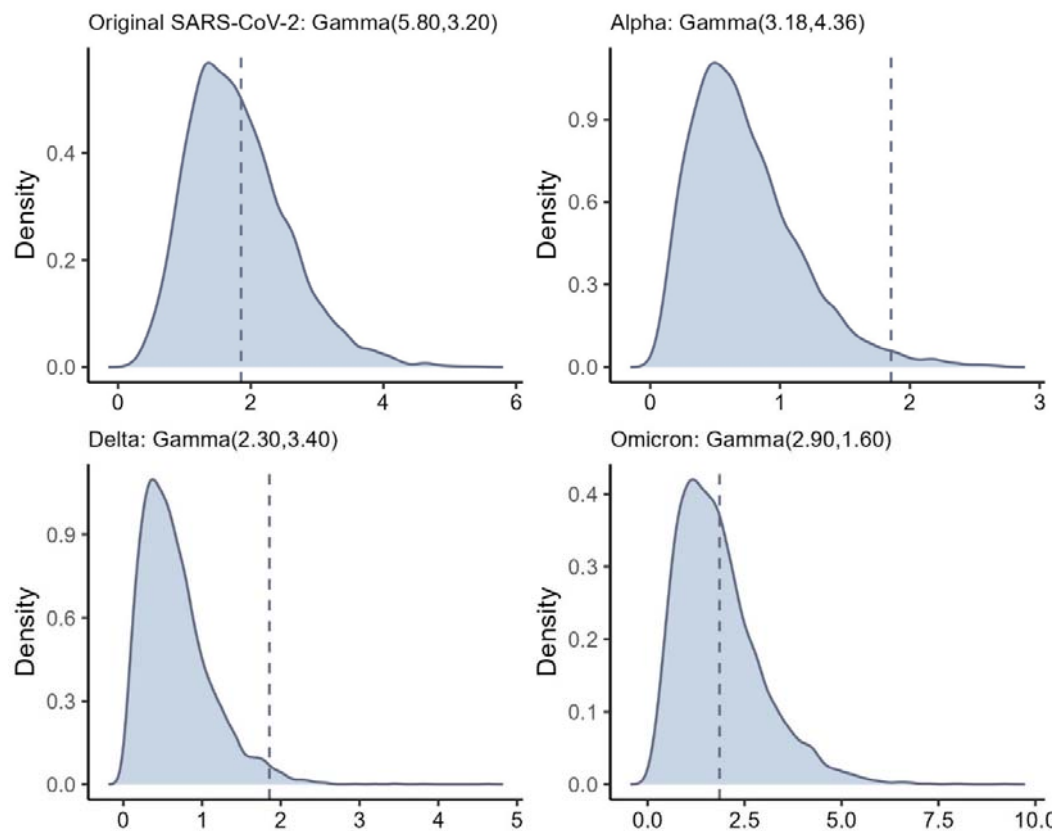 Original SARS-CoV-2: Gamma(5.80,3.20)
Density
0.4
0.2
0.0
0 2 4 6
Alpha: Gamma(3.18,4.36)
Density
0.9
0.6
0.3
0.0
0 1 2 3
Delta: Gamma(2.30,3.40)
Density
0.9
0.6
0.3
0.0
0 1 2 3 4 5
Omicron: Gamma(2.90,1.60)
Density
0.4
0.3
0.2
0.1
0.0
0.0 2.5 5.0 7.5 10.0